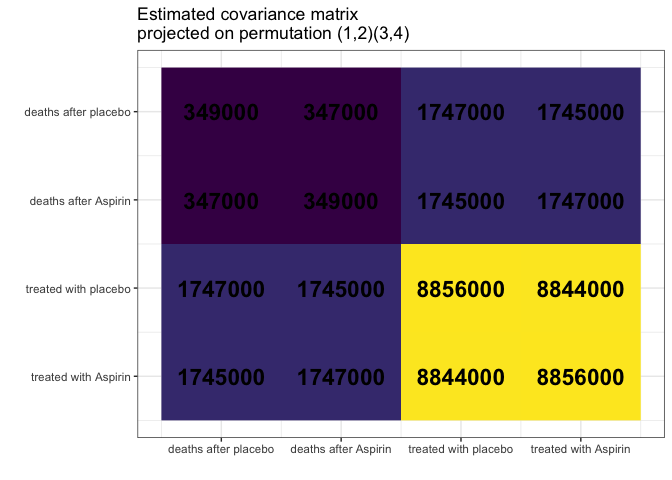 Estimated covariance matrix
projected on permutation (1,2)(3,4)
deaths after placebo 349000 347000 1747000 1745000
deaths after Aspirin 347000 349000 1745000 1747000
treated with placebo 1747000 1745000 8856000 8844000
treated with Aspirin 1745000 1747000 8844000 8856000
deaths after placebo deaths after Aspirin treated with placebo treated with Aspirin